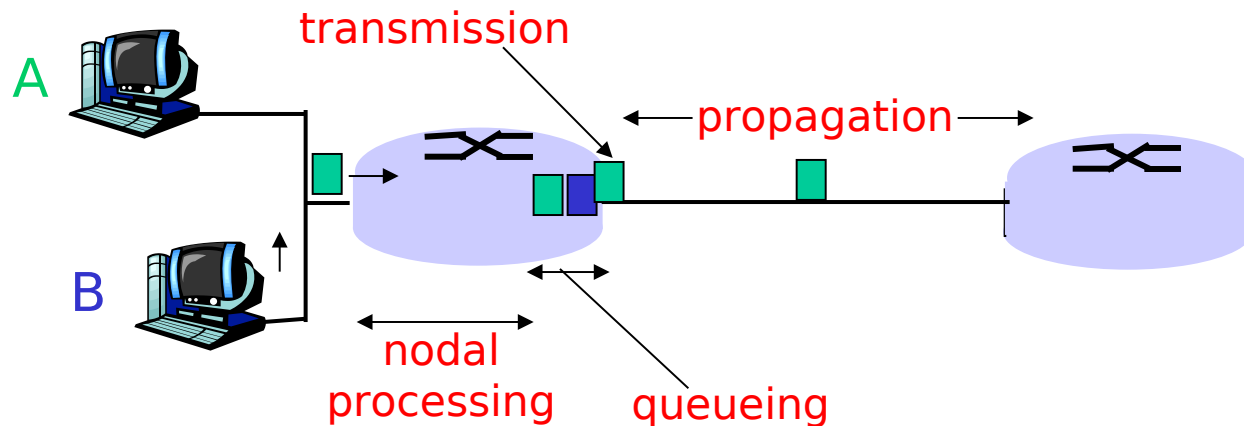 transmission
A
propagation
B
nodal
processing
queueing